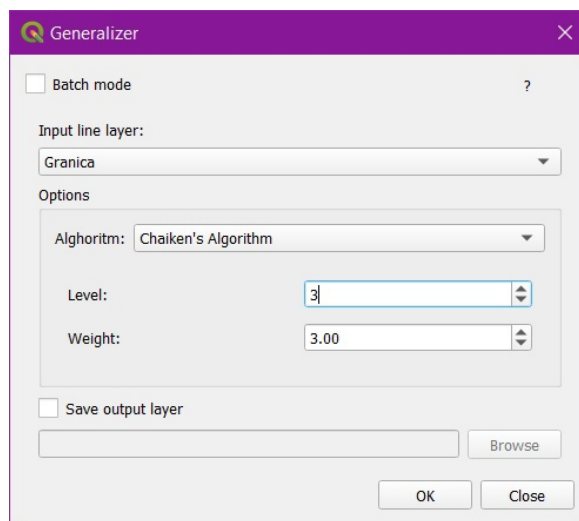 Generalizer
Batch mode
?
Input line layer:
Granica
Options
Alghoritm: Chaiken's Algorithm
Level: 3
Weight: 3.00
Save output layer
Browse
OK Close